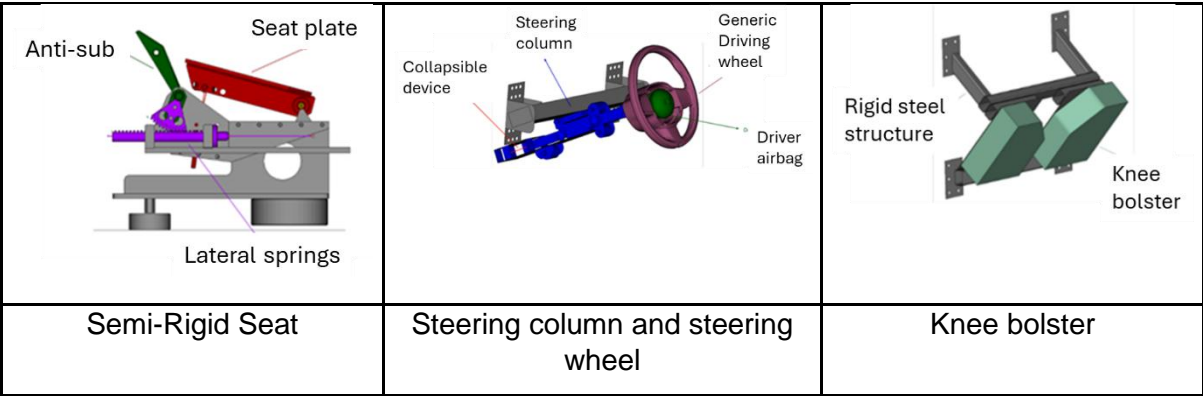 Anti-sub
Seat plate
Lateral springs
Steering
column
Generic
Driving
wheel
Collapsible
device
Driver
airbag
Rigid steel
structure
Knee
bolster
Semi-Rigid Seat
Steering column and steering
wheel
Knee bolster